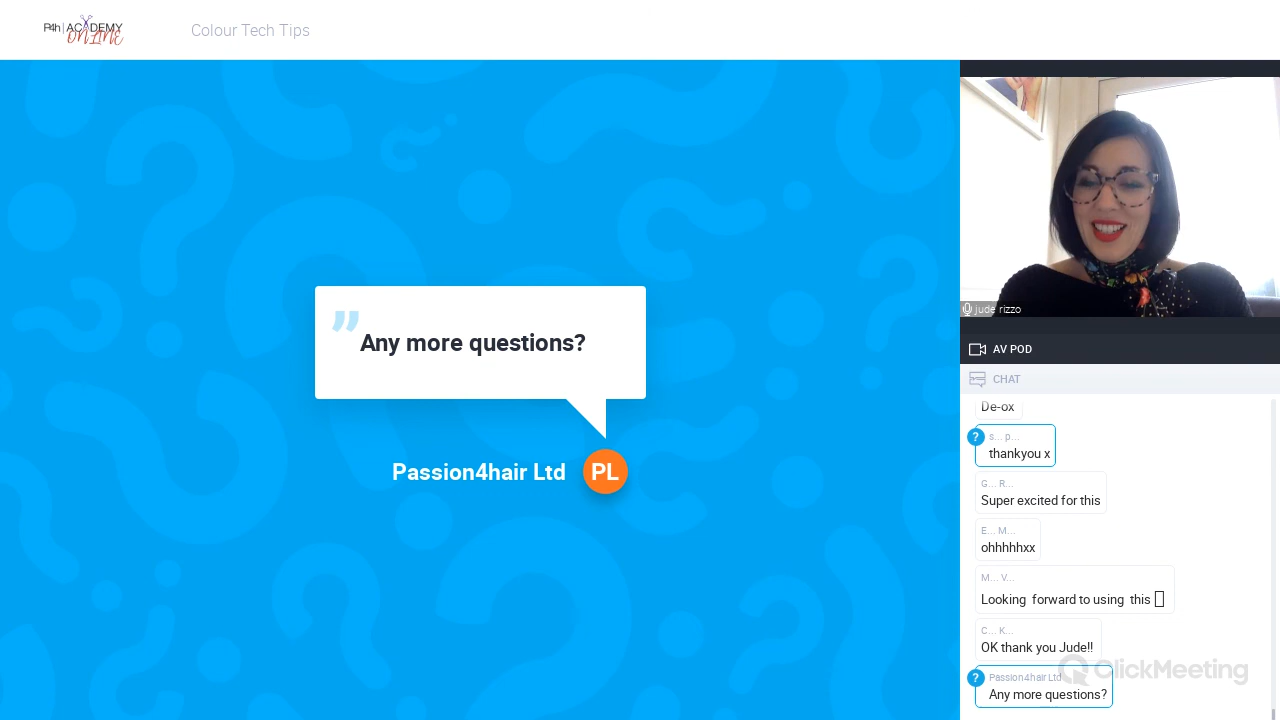 P4h | ACADEMY
ONLINE
Colour Tech Tips
Any more questions?
Passion4hair Ltd
PL
jude rizzo
AV POD
CHAT
De-ox
?
s... p...
thankyou x
G... R...
Super excited for this
E... M...
ohhhhxx
M... V...
Looking forward to using this
C... K...
OK thank you Jude!!
ClickMeeting
?
Passion4hair Ltd
Any more questions?